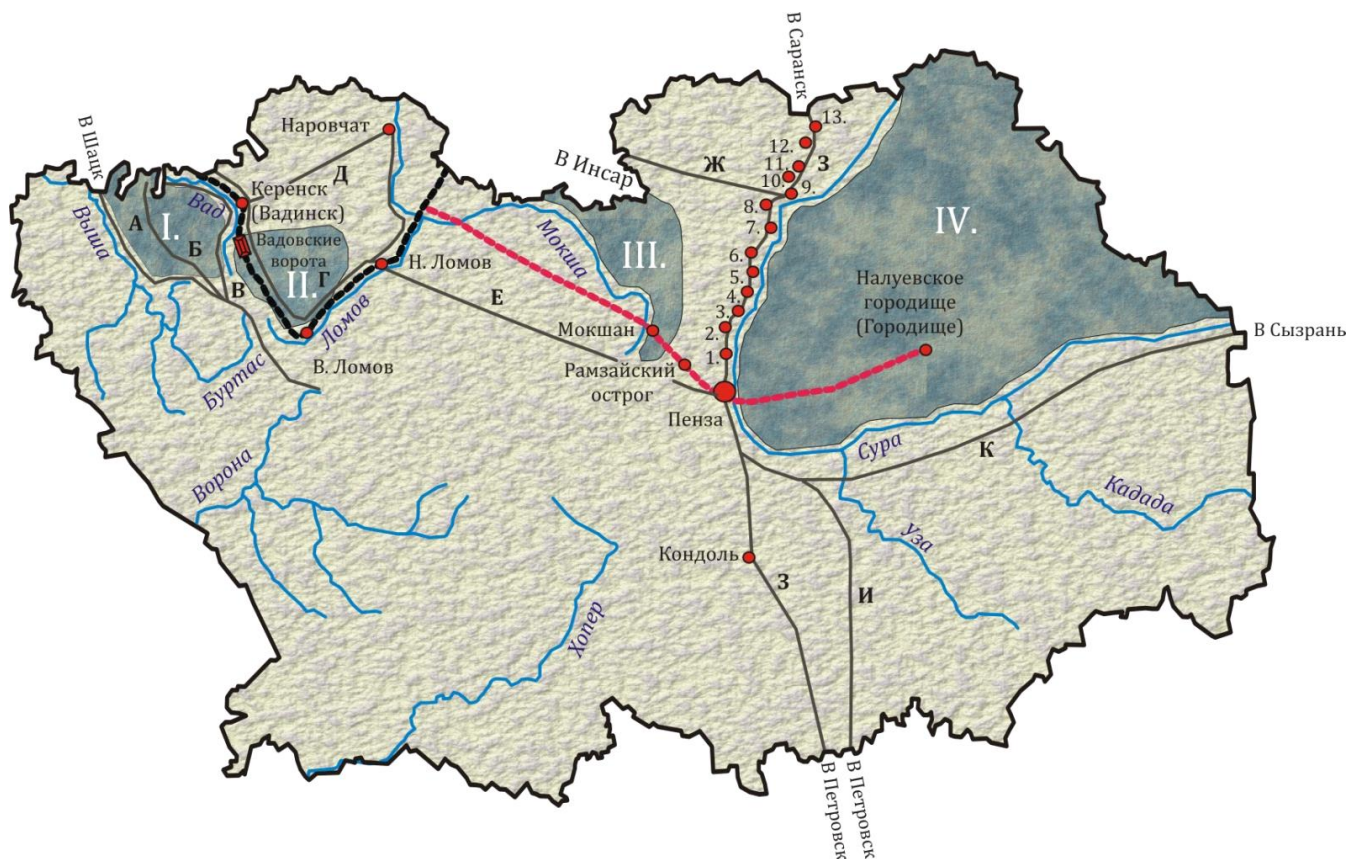 В Саранск
13.
12.
11.
10.
9.
8.
7.
6.
5.
4.
3.
2.
1.
З
Ж
В Инсар
Наровчат
Д
В Шацк
Керенск
(Вадинск)
Вад
Выша
А
I.
Б
Вадовские
ворота
II.
Г
В
Н. Ломов
Ломов
В. Ломов
Буртас
Е
Мокша
III.
Мокшан
Рамзайский
острог
Пенза
IV.
Налуевское
городище
(Городище)
В Сызрань
Сура
К
Кадада
Уза
Ворона
Хопер
Кондоль
З
И
В Петровск
В Петровск